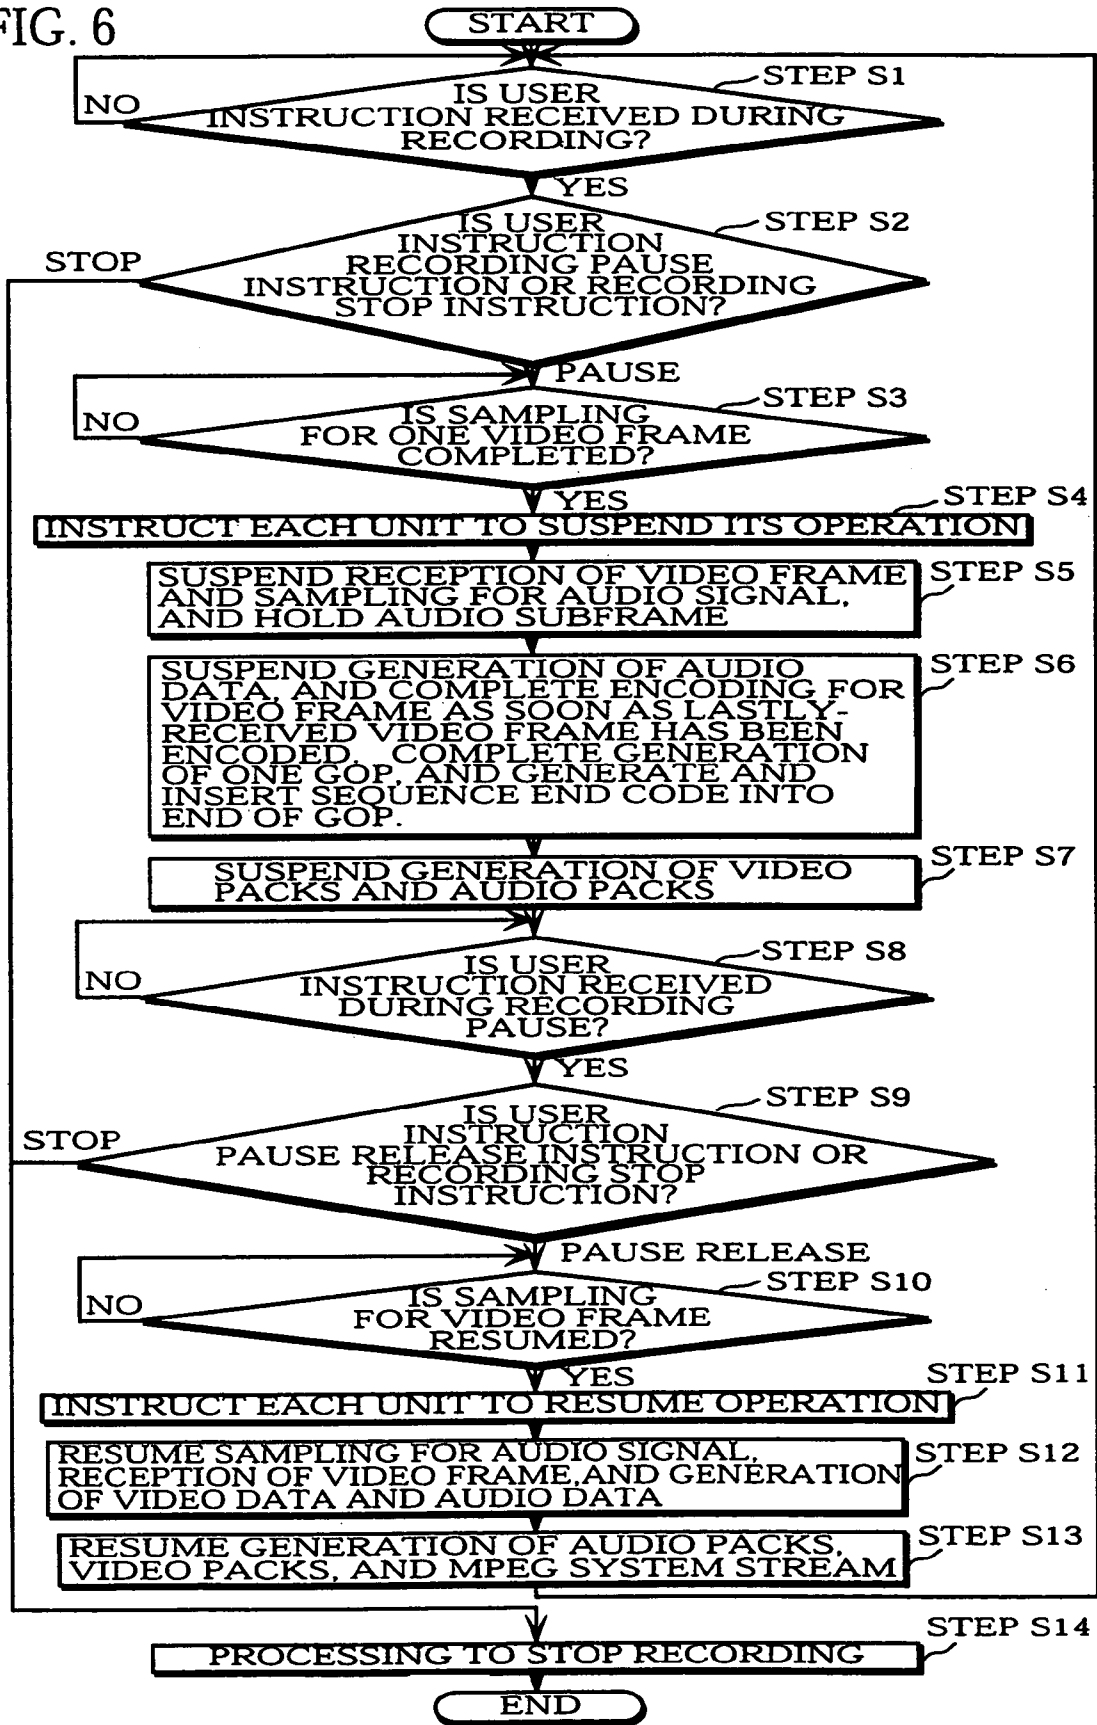 FIG. 6
START
STEP S1
NO
IS USER
INSTRUCTION RECEIVED DURING
RECORDING?
YES
STEP S2
IS USER
INSTRUCTION
RECORDING PAUSE
INSTRUCTION OR RECORDING
STOP INSTRUCTION?
STOP
PAUSE
STEP S3
NO
IS SAMPLING
FOR ONE VIDEO FRAME
COMPLETED?
YES
STEP S4
INSTRUCT EACH UNIT TO SUSPEND ITS OPERATION
STEP S5
SUSPEND RECEPTION OF VIDEO FRAME
AND SAMPLING FOR AUDIO SIGNAL,
AND HOLD AUDIO SUBFRAME
STEP S6
SUSPEND GENERATION OF AUDIO
DATA, AND COMPLETE ENCODING FOR
VIDEO FRAME AS SOON AS LASTLY-
RECEIVED VIDEO FRAME HAS BEEN
ENCODED. COMPLETE GENERATION
OF ONE GOP, AND GENERATE AND
INSERT SEQUENCE END CODE INTO
END OF GOP.
STEP S7
SUSPEND GENERATION OF VIDEO
PACKS AND AUDIO PACKS
STEP S8
NO
IS USER
INSTRUCTION RECEIVED
DURING RECORDING
PAUSE?
YES
STEP S9
IS USER
INSTRUCTION
PAUSE RELEASE INSTRUCTION OR
RECORDING STOP
INSTRUCTION?
STOP
PAUSE RELEASE
STEP S10
NO
IS SAMPLING
FOR VIDEO FRAME
RESUMED?
YES
STEP S11
INSTRUCT EACH UNIT TO RESUME OPERATION
STEP S12
RESUME SAMPLING FOR AUDIO SIGNAL,
RECEPTION OF VIDEO FRAME,AND GENERATION
OF VIDEO DATA AND AUDIO DATA
STEP S13
RESUME GENERATION OF AUDIO PACKS,
VIDEO PACKS, AND MPEG SYSTEM STREAM
STEP S14
PROCESSING TO STOP RECORDING
END